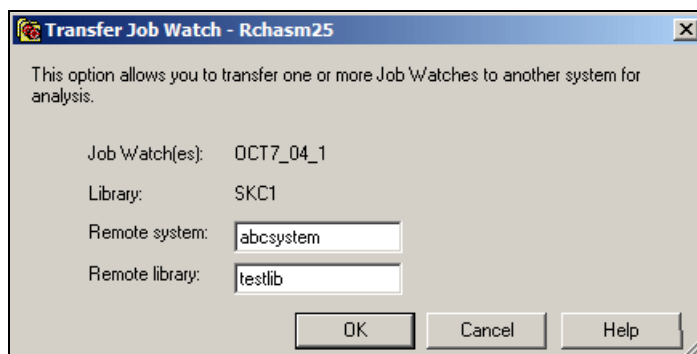 Transfer Job Watch - Rchasm25
This option allows you to transfer one or more Job Watches to another system for
analysis.
Job Watch(es): OCT7_04_1
Library: SKC1
Remote system: abcsystem
Remote library: testlib
OK Cancel Help